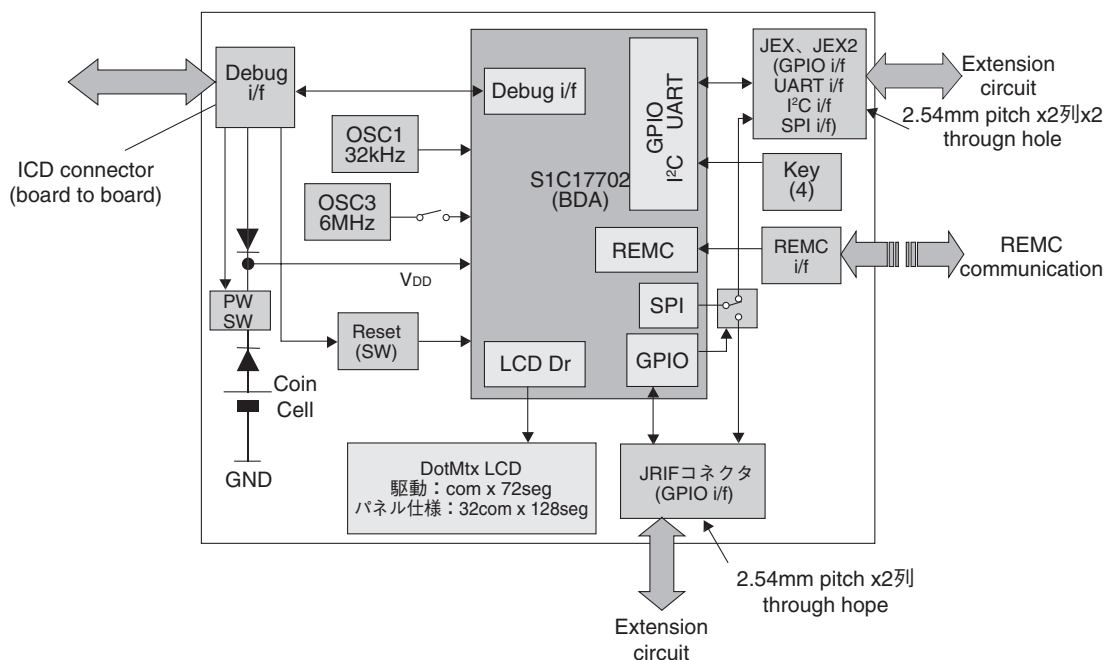 Debug
i/f
ICD connector
(board to board)
OSC1
32kHz
OSC3
6MHz
PW
SW
Coin
Cell
GND
VDD
Reset
(SW)
Debug i/f
S1C17702
(BDA)
GPIO
UART
I²C
REMC
SPI
GPIO
LCD Dr
DotMtx LCD
駆動：com x 72seg
パネル仕様：32com x 128seg
JEX、JEX2
(GPIO i/f
UART i/f
I²C i/f
SPI i/f)
Extension
circuit
2.54mm pitch x2列x2
througn hole
Key
(4)
REMC
i/f
REMC
communication
JRIFコネクタ
(GPIO i/f)
2.54mm pitch x2列
through hope
Extension
circuit